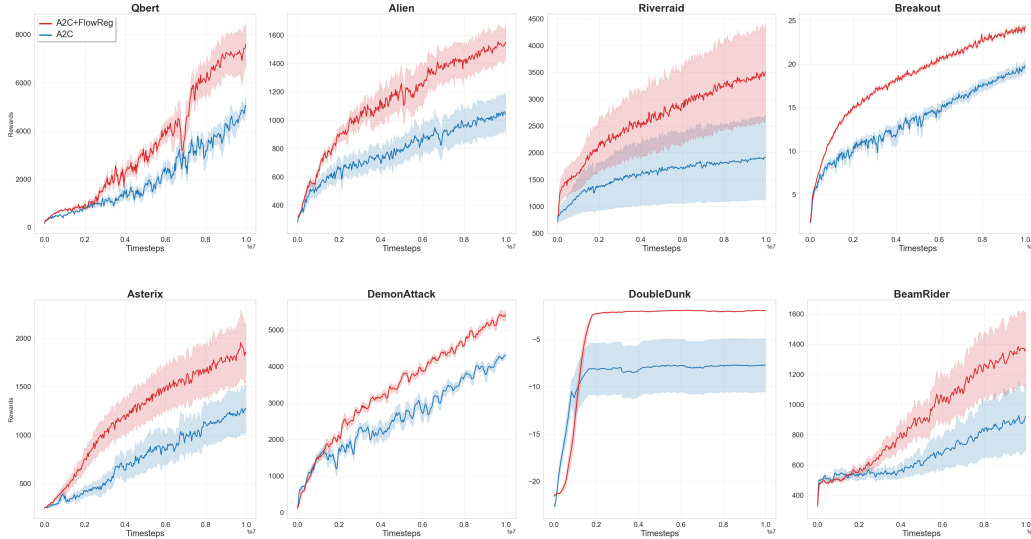 Qbert
Alien
Riverraid
Breakout
A2C+FlowReg
A2C
8000
6000
4000
2000
0
Rewards
0.0 0.2 0.4 0.6 0.8 1.0
Timesteps
1e7
1600
1400
1200
1000
800
600
400
0.0 0.2 0.4 0.6 0.8 1.0
Timesteps
1e7
4500
4000
3500
3000
2500
2000
1500
1000
500
0.0 0.2 0.4 0.6 0.8 1.0
Timesteps
1e7
25
20
15
10
5
0.0 0.2 0.4 0.6 0.8 1.0
Timesteps
1e7
Asterix
DemonAttack
DoubleDunk
BeamRider
2000
1500
1000
500
Rewards
0.0 0.2 0.4 0.6 0.8 1.0
Timesteps
1e7
5000
4000
3000
2000
1000
0
0.0 0.2 0.4 0.6 0.8 1.0
Timesteps
1e7
−5
−10
−15
−20
0.0 0.2 0.4 0.6 0.8 1.0
Timesteps
1e7
1600
1400
1200
1000
800
600
400
0.0 0.2 0.4 0.6 0.8 1.0
Timesteps
1e7